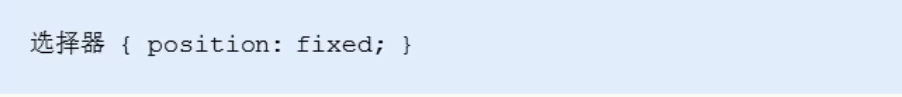 选择器 { position: fixed; }